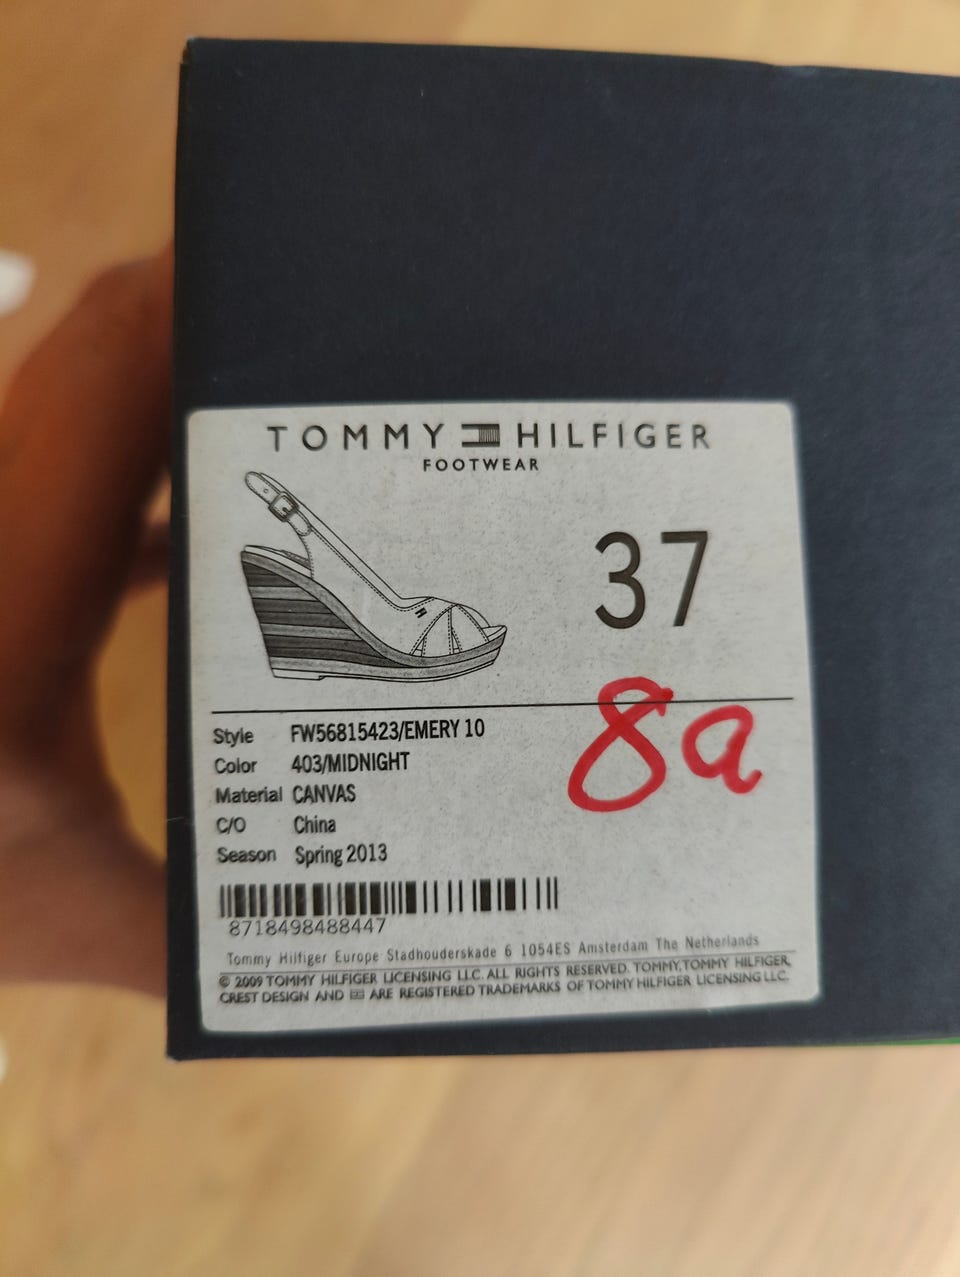 TOMMY HILFIGER
FOOTWEAR
37
8a
Style FW56815423/EMERY 10
Color 403/MIDNIGHT
Material CANVAS
C/O China
Season Spring 2013
8718498488447
Tommy Hilfiger Europe Stadhouderskade 6 1054ES Amsterdam The Netherlands
© 2009 TOMMY HILFIGER LICENSING LLC. ALL RIGHTS RESERVED. TOMMY,TOMMY HILFIGER,
CREST DESIGN AND ARE REGISTERED TRADEMARKS OF TOMMY HILFIGER LICENSING LLC.